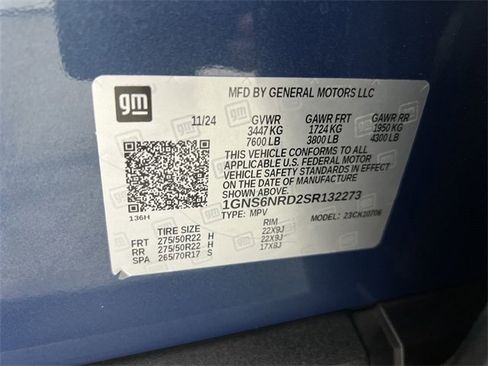 gm
MFD BY GENERAL MOTORS LLC
11/24 GVWR GAWR FRT GAWR RR
3447 KG 1724 KG 1950 KG
7600 LB 3800 LB 4300 LB
THIS VEHICLE CONFORMS TO ALL
APPLICABLE U.S. FEDERAL MOTOR
VEHICLE SAFETY STANDARDS IN EFFECT
ON THE DATE OF MANUFACTURE
SHOWN ABOVE.
1GNS6NRD2SR132273
136H TYPE: MPV MODEL: 23CK10706
TIRE SIZE RIM
FRT 275/50R22 H 22X9J
RR 275/50R22 H 22X9J
SPA 265/70R17 S 17X8J